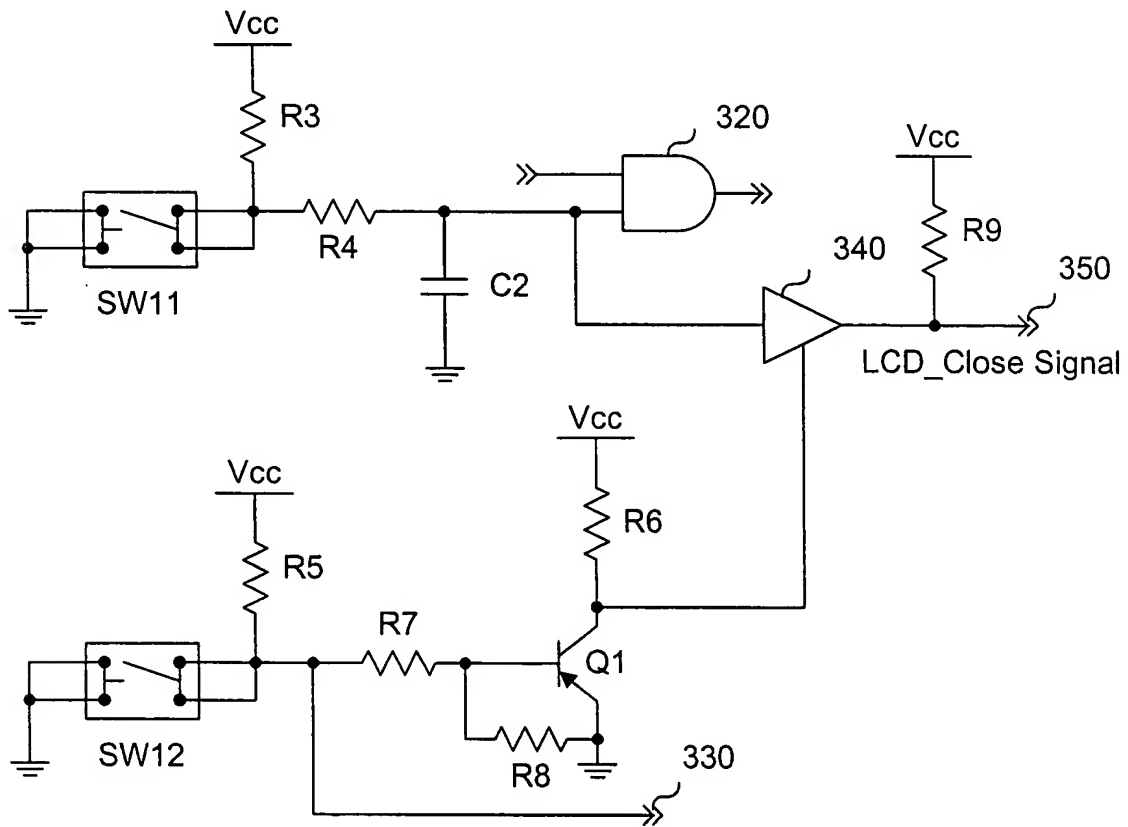 Vcc
R3
320
Vcc
R4
C2
SW11
340
R9
350
LCD_Close Signal
Vcc
Vcc
R5
R6
R7
Q1
SW12
R8
330